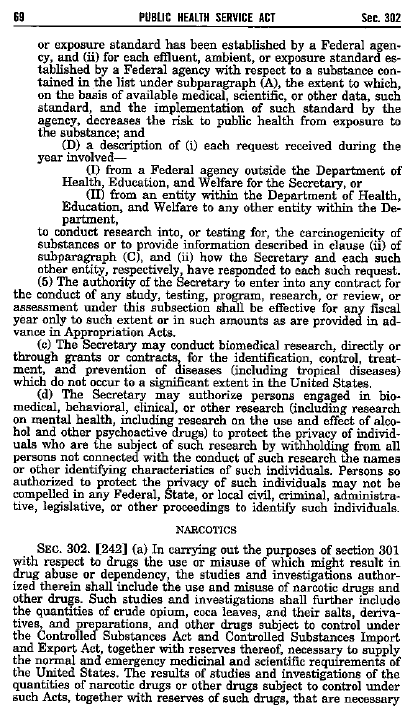 69 PUBLIC HEALTH SERVICE ACT Sec. 302
or exposure standard has been established by a Federal agen-
cy, and (ii) for each effluent, ambient, or exposure standard es-
tablished by a Federal agency with respect to a substance con-
tained in the list under subparagraph (A), the extent to which,
on the basis of available medical, scientific, or other data, such
standard, and the implementation of such standard by the
agency, decreases the risk to public health from exposure to
the substance; and
(D) a description of (i) each request received during the
year involved—
(I) from a Federal agency outside the Department of
Health, Education, and Welfare for the Secretary, or
(II) from an entity within the Department of Health,
Education, and Welfare to any other entity within the De-
partment,
to conduct research into, or testing for, the carcinogenicity of
substances or to provide information described in clause (ii) of
subparagraph (C), and (ii) how the Secretary and each such
other entity, respectively, have responded to each such request.
(5) The authority of the Secretary to enter into any contract for
the conduct of any study, testing, program, research, or review, or
assessment under this subsection shall be effective for any fiscal
year only to such extent or in such amounts as are provided in ad-
vance in Appropriation Acts.
(c) The Secretary may conduct biomedical research, directly or
through grants or contracts, for the identification, control, treat-
ment, and prevention of diseases (including tropical diseases)
which do not occur to a significant extent in the United States.
(d) The Secretary may authorize persons engaged in bio-
medical, behavioral, clinical, or other research (including research
on mental health, including research on the use and effect of alco-
hol and other psychoactive drugs) to protect the privacy of individ-
uals who are the subject of such research by withholding from all
persons not connected with the conduct of such research the names
or other identifying characteristics of such individuals. Persons so
authorized to protect the privacy of such individuals may not be
compelled in any Federal, State, or local civil, criminal, administra-
tive, legislative, or other proceedings to identify such individuals.
NARCOTICS
SEC. 302. [242] (a) In carrying out the purposes of section 301
with respect to drugs the use or misuse of which might result in
drug abuse or dependency, the studies and investigations author-
ized therein shall include the use and misuse of narcotic drugs and
other drugs. Such studies and investigations shall further include
the quantities of crude opium, coca leaves, and their salts, deriva-
tives, and preparations, and other drugs subject to control under
the Controlled Substances Act and Controlled Substances Import
and Export Act, together with reserves thereof, necessary to supply
the normal and emergency medicinal and scientific requirements of
the United States. The results of studies and investigations of the
quantities of narcotic drugs or other drugs subject to control under
such Acts, together with reserves of such drugs, that are necessary